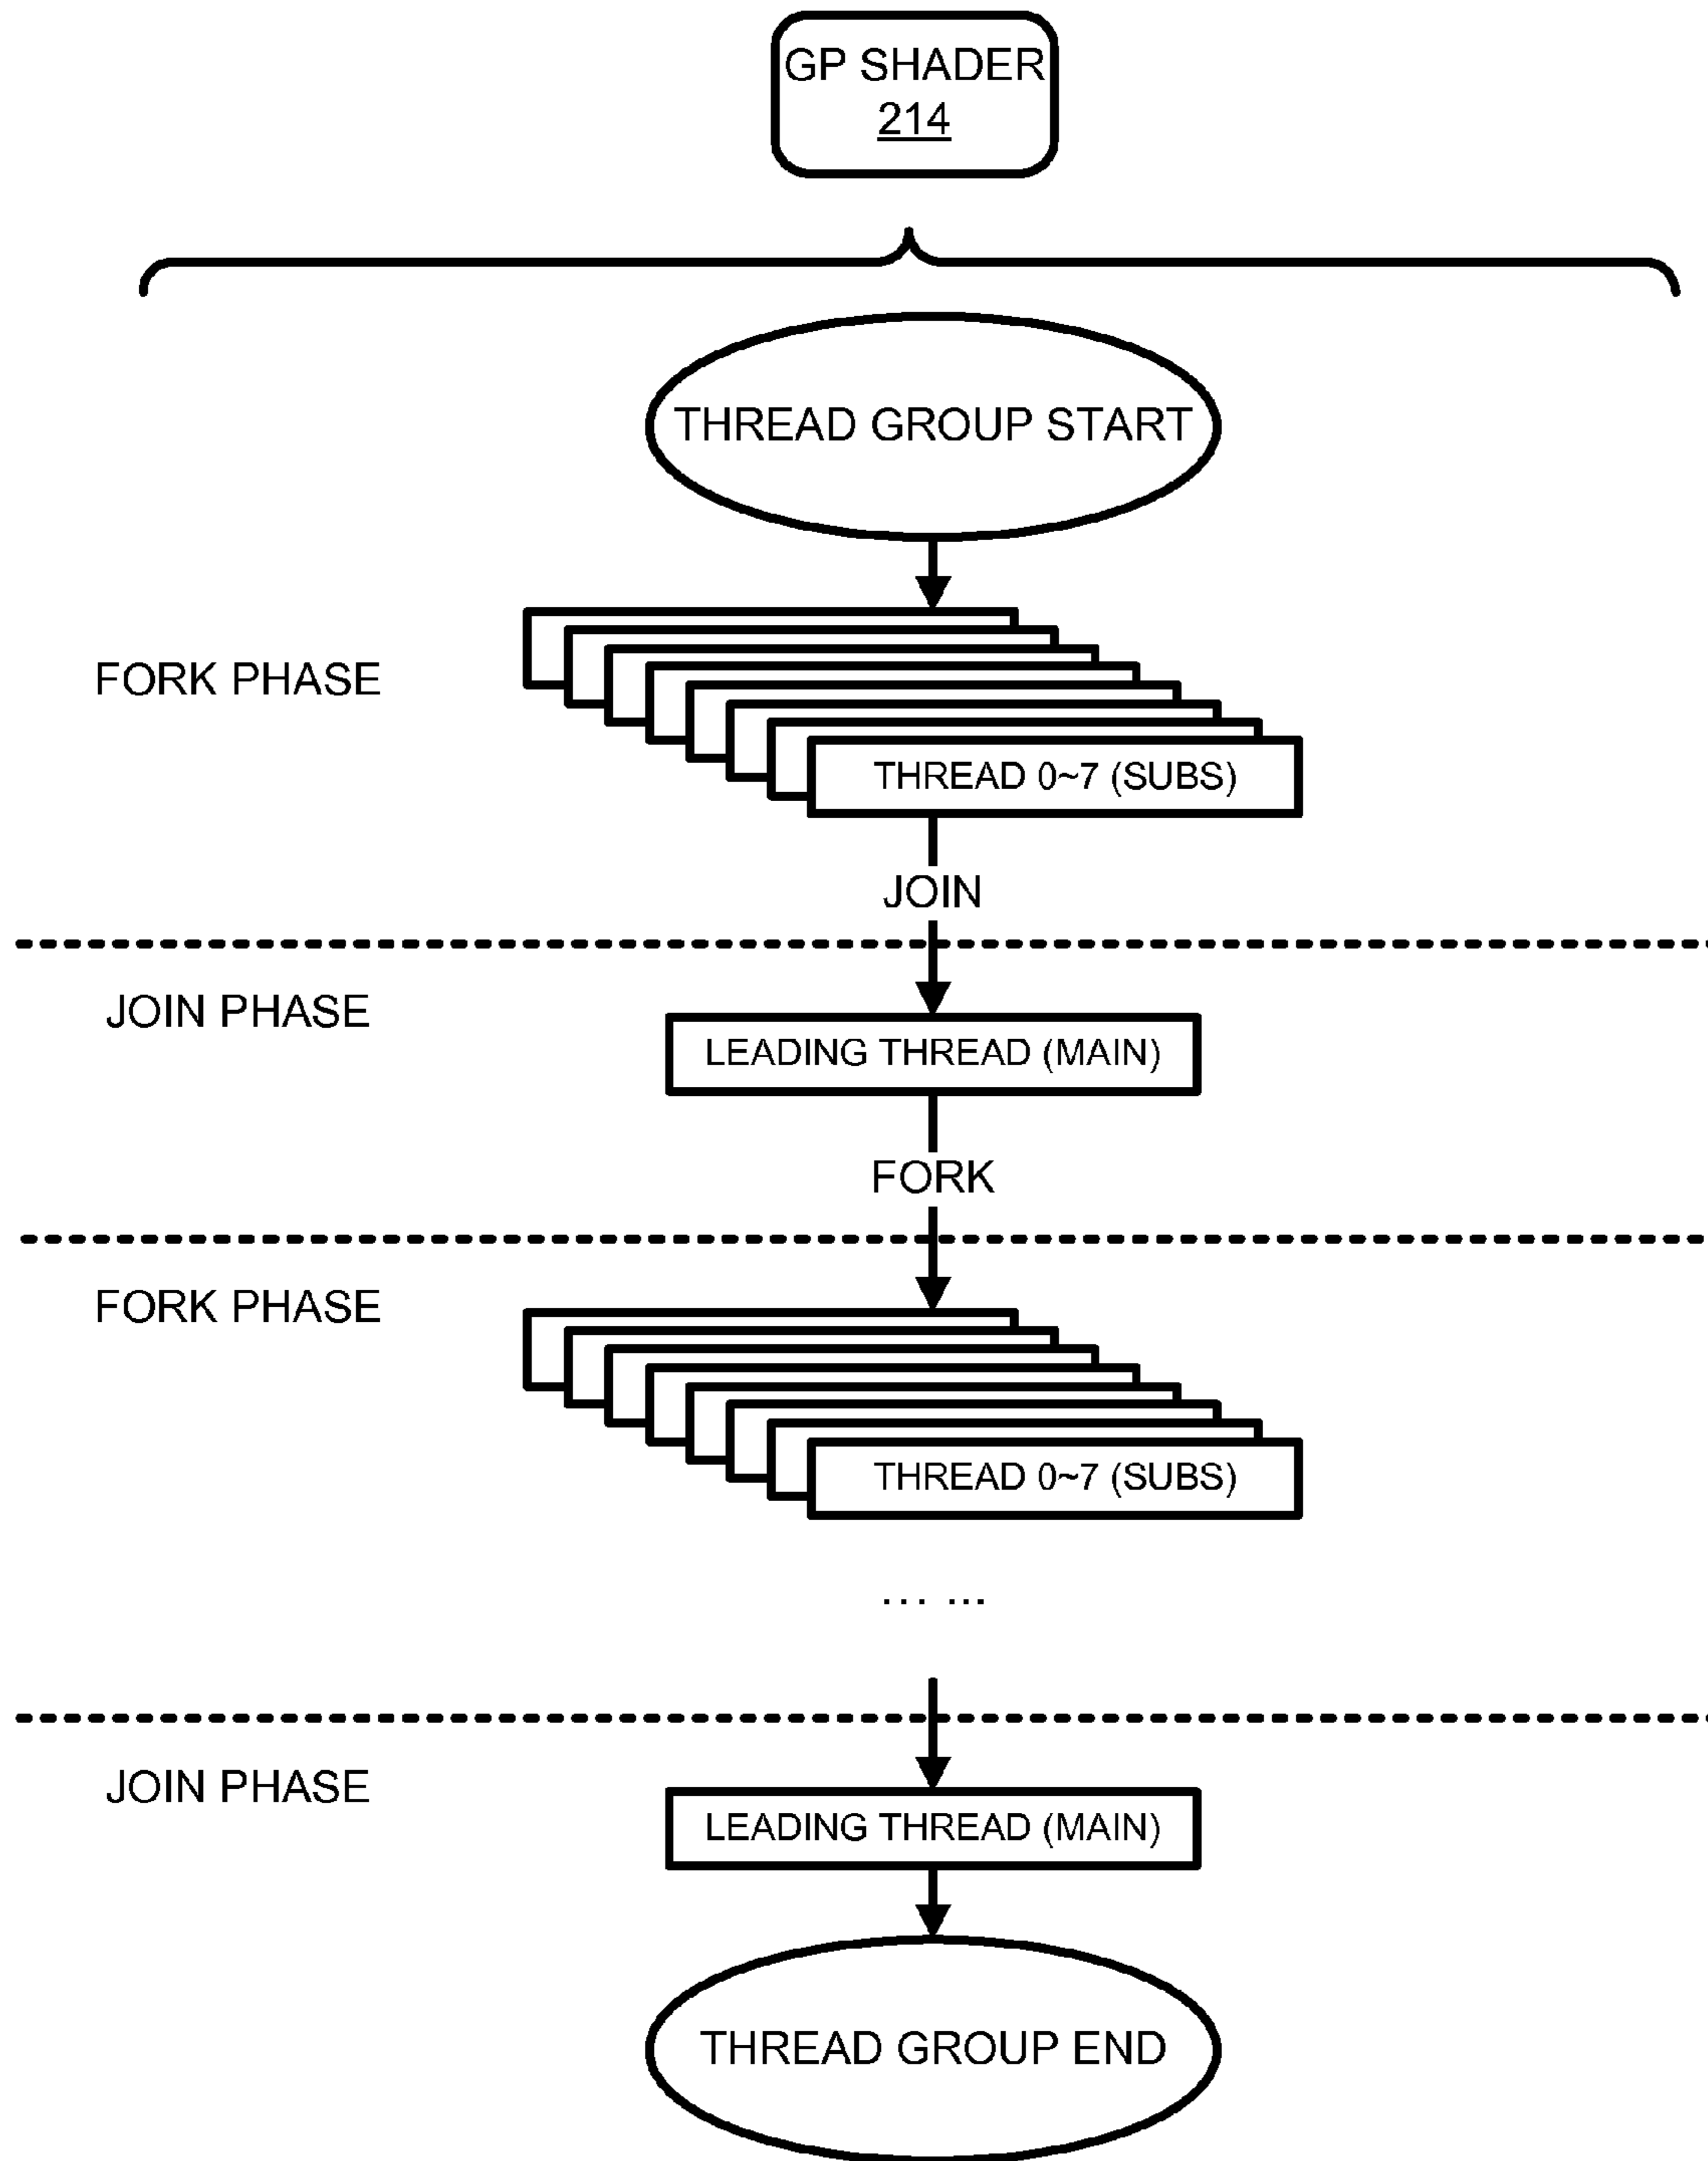 GP SHADER
214
THREAD GROUP START
FORK PHASE
THREAD 0~7 (SUBS)
JOIN
JOIN PHASE
LEADING THREAD (MAIN)
FORK
FORK PHASE
THREAD 0~7 (SUBS)
... ...
JOIN PHASE
LEADING THREAD (MAIN)
THREAD GROUP END